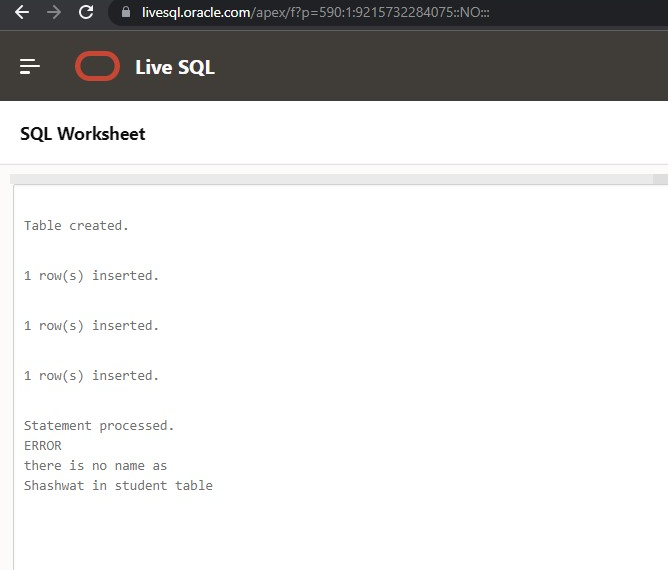 livesql.oracle.com/apex/f?p=590:1:9215732284075::NO:::
Live SQL
SQL Worksheet
Table created.
1 row(s) inserted.
1 row(s) inserted.
1 row(s) inserted.
Statement processed.
ERROR
there is no name as
Shashwat in student table